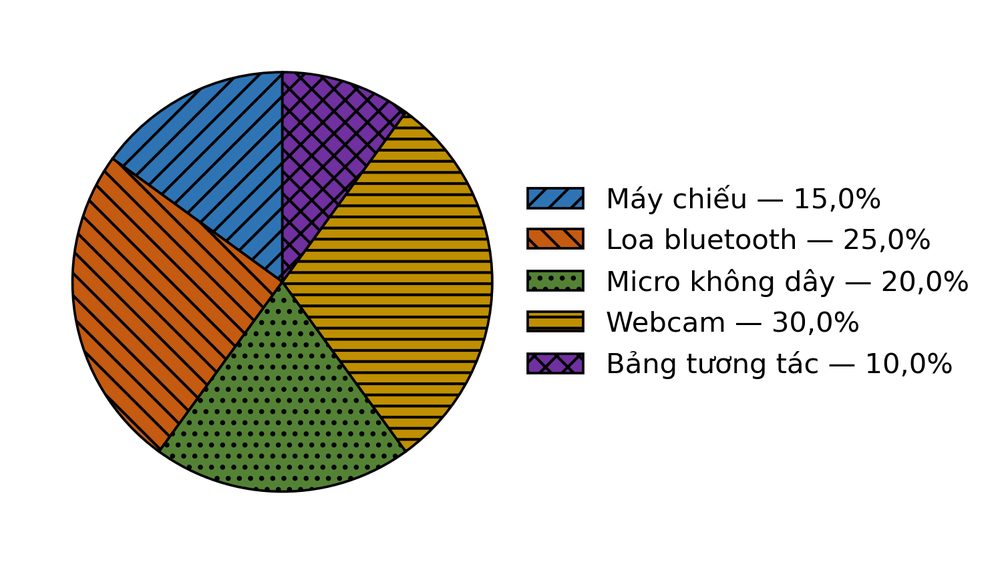 Máy chiếu — 15,0%
Loa bluetooth — 25,0%
Micro không dây — 20,0%
Webcam — 30,0%
Bảng tương tác — 10,0%